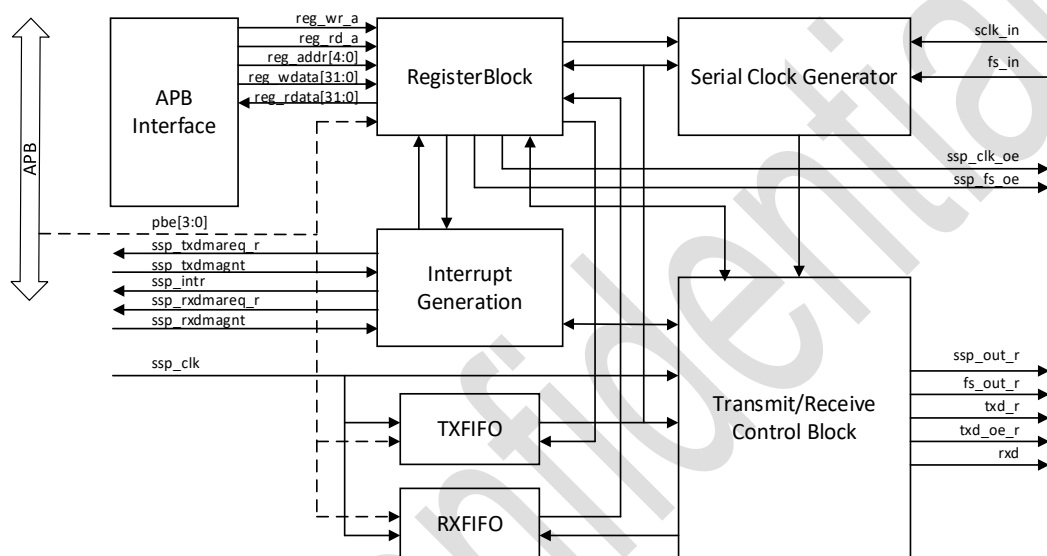 reg_wr_a
reg_rd_a
reg_addr[4:0]
reg_wdata[31:0]
reg_rdata[31:0]
APB
Interface
RegisterBlock
Serial Clock Generator
sclk_in
fs_in
APB
ssp_clk_oe
ssp_fs_oe
pbe[3:0]
ssp_txdmareq_r
ssp_txdmagnt
ssp_intr
ssp_rxdmareq_r
ssp_rxdmagnt
Interrupt
Generation
ssp_clk
TXFIFO
RXFIFO
Transmit/Receive
Control Block
ssp_out_r
fs_out_r
txd_r
txd_oe_r
rxd
onfidential